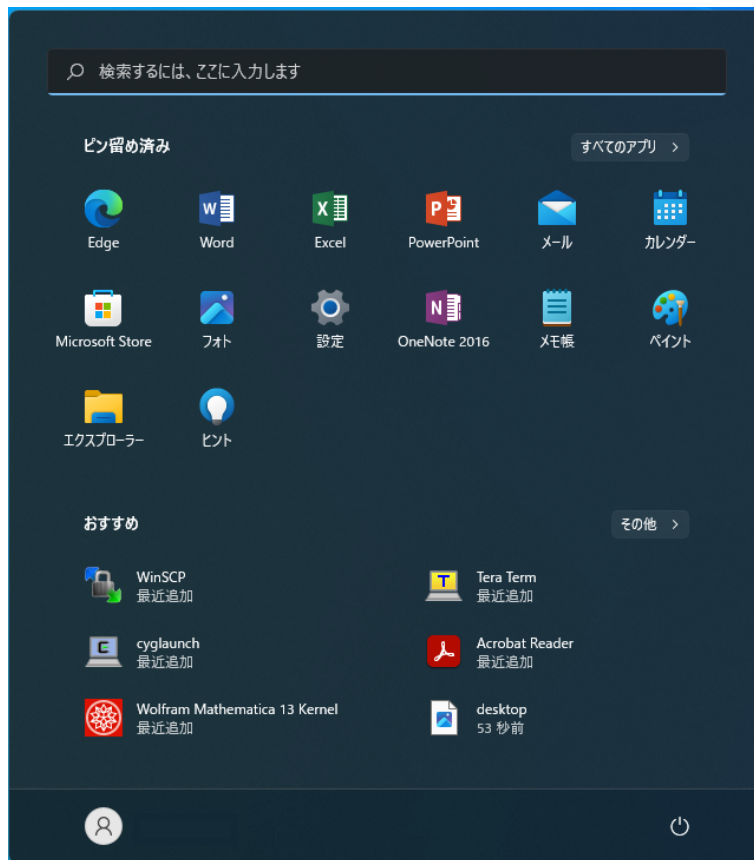 検索するには、ここに入力します
ピン留め済み
すべてのアプリ
Edge
Word
Excel
PowerPoint
メール
カレンダー
Microsoft Store
フォト
設定
OneNote 2016
メモ帳
ペイント
エクスプローラー
ヒント
おすすめ
その他
WinSCP
最近追加
Tera Term
最近追加
cyglaunch
最近追加
Acrobat Reader
最近追加
Wolfram Mathematica 13 Kernel
最近追加
desktop
53 秒前